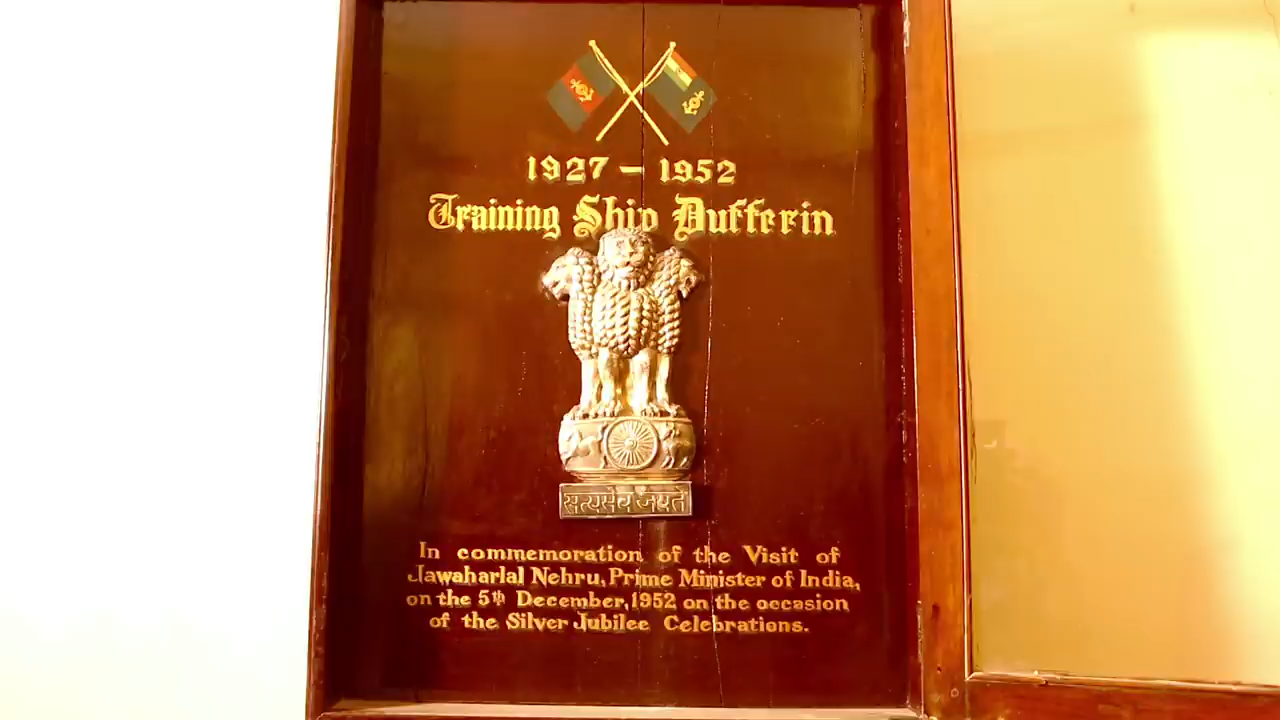 1927 – 1952
Training Ship Dufferin
सत्यमेव जयते
In commemoration of the Visit of
Jawaharlal Nehru, Prime Minister of India,
on the 5th December, 1952 on the occasion
of the Silver Jubilee Celebrations.